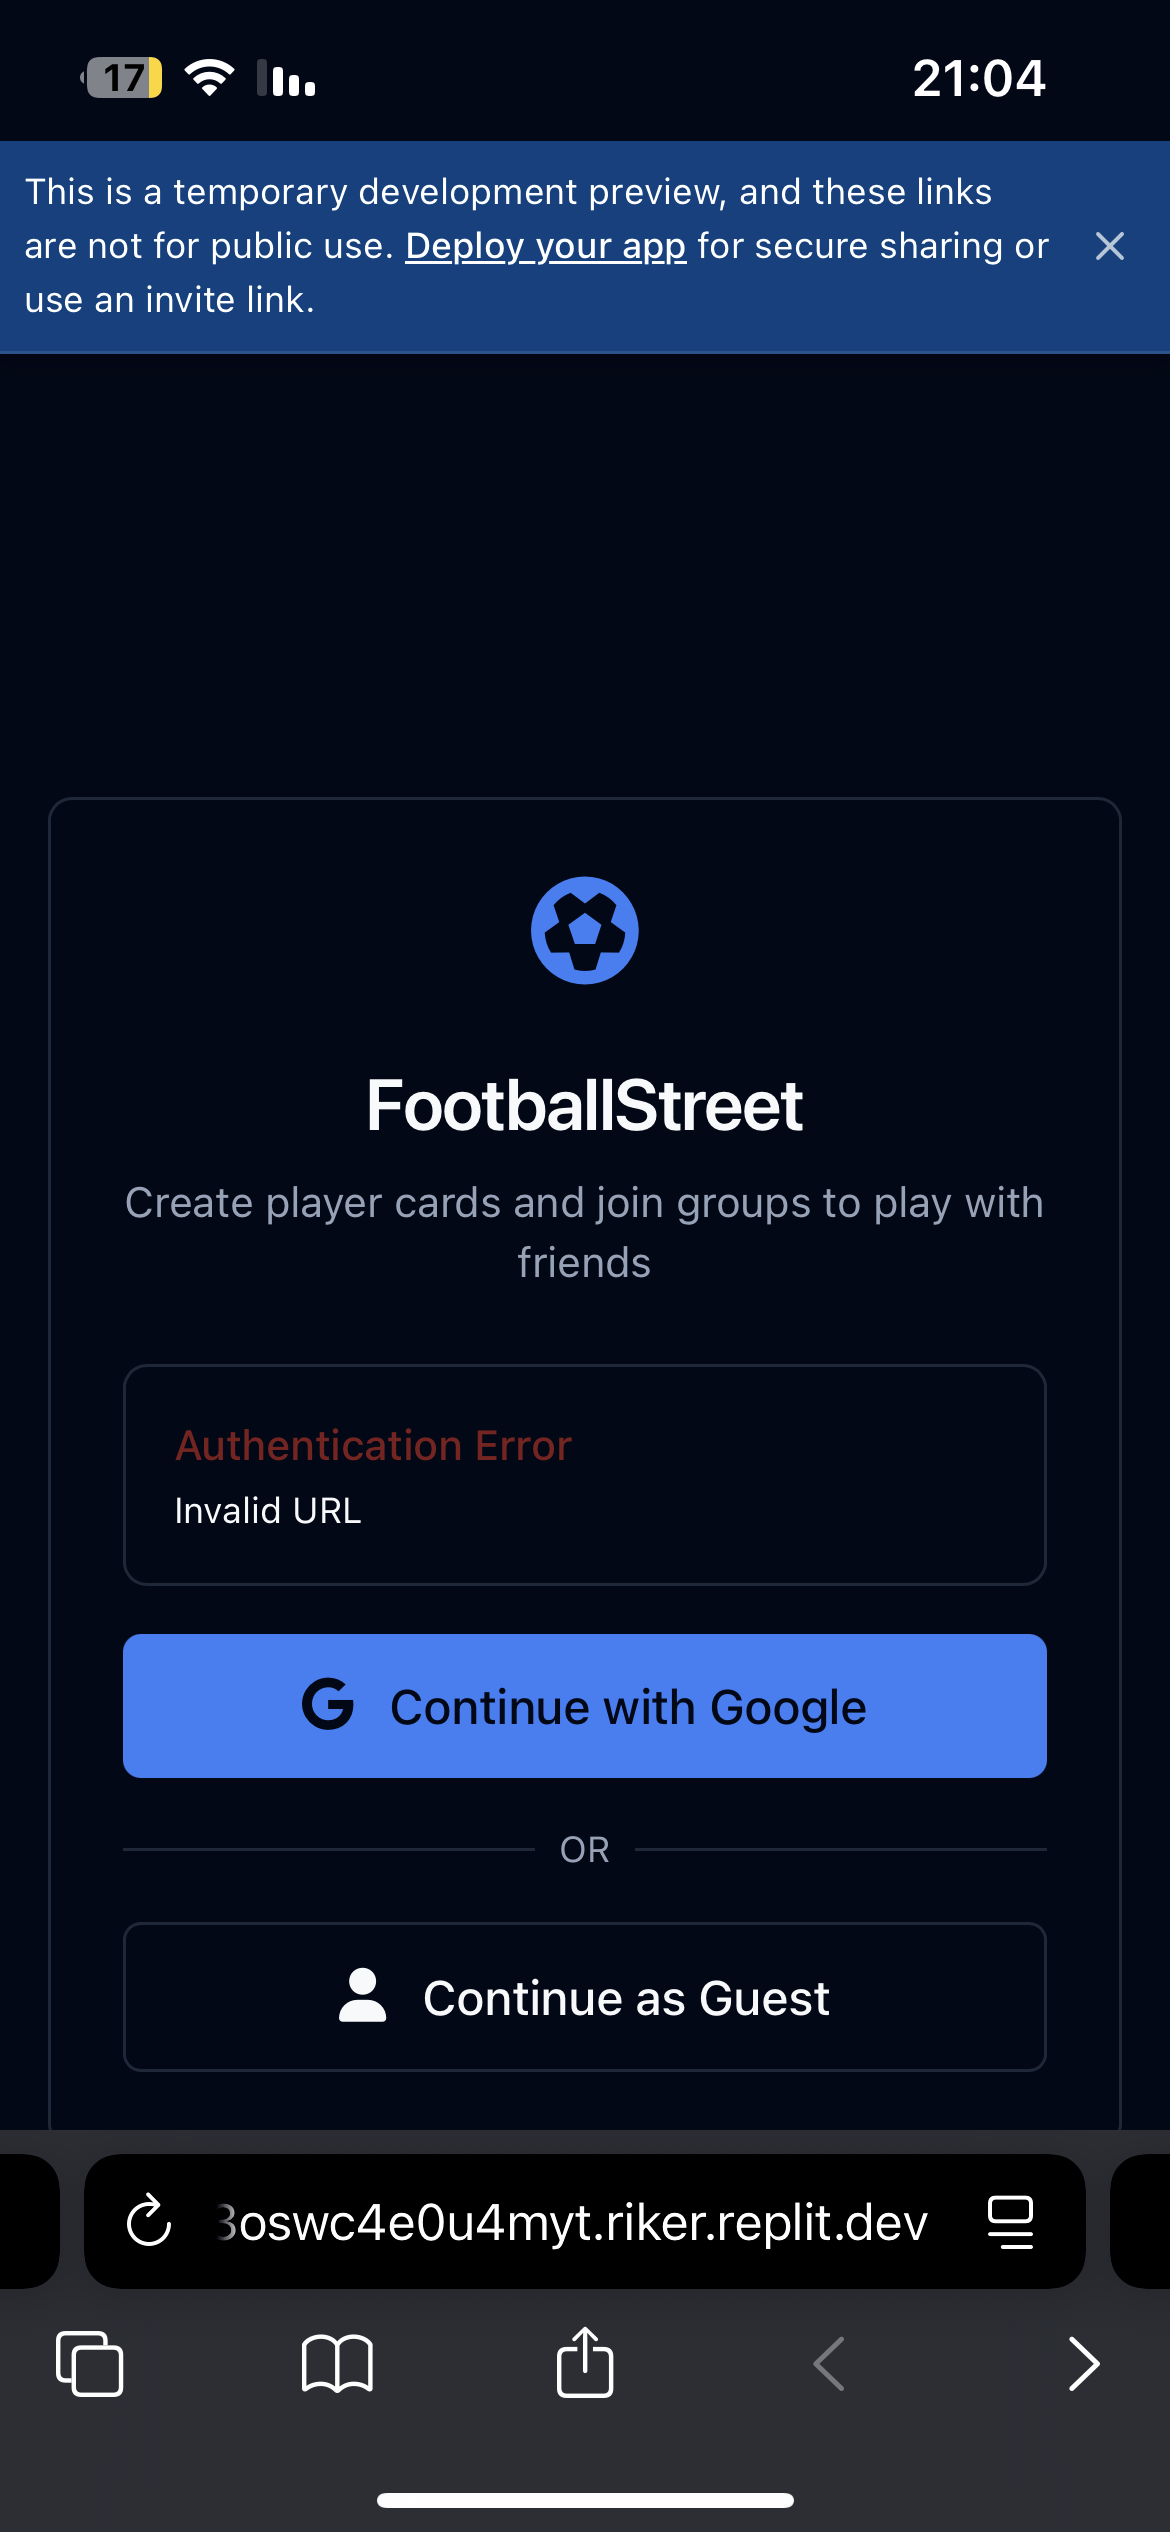 17
21:04
This is a temporary development preview, and these links
are not for public use. Deploy your app for secure sharing or
use an invite link.
FootballStreet
Create player cards and join groups to play with
friends
Authentication Error
Invalid URL
G Continue with Google
OR
Continue as Guest
3oswc4e0u4myt.riker.replit.dev